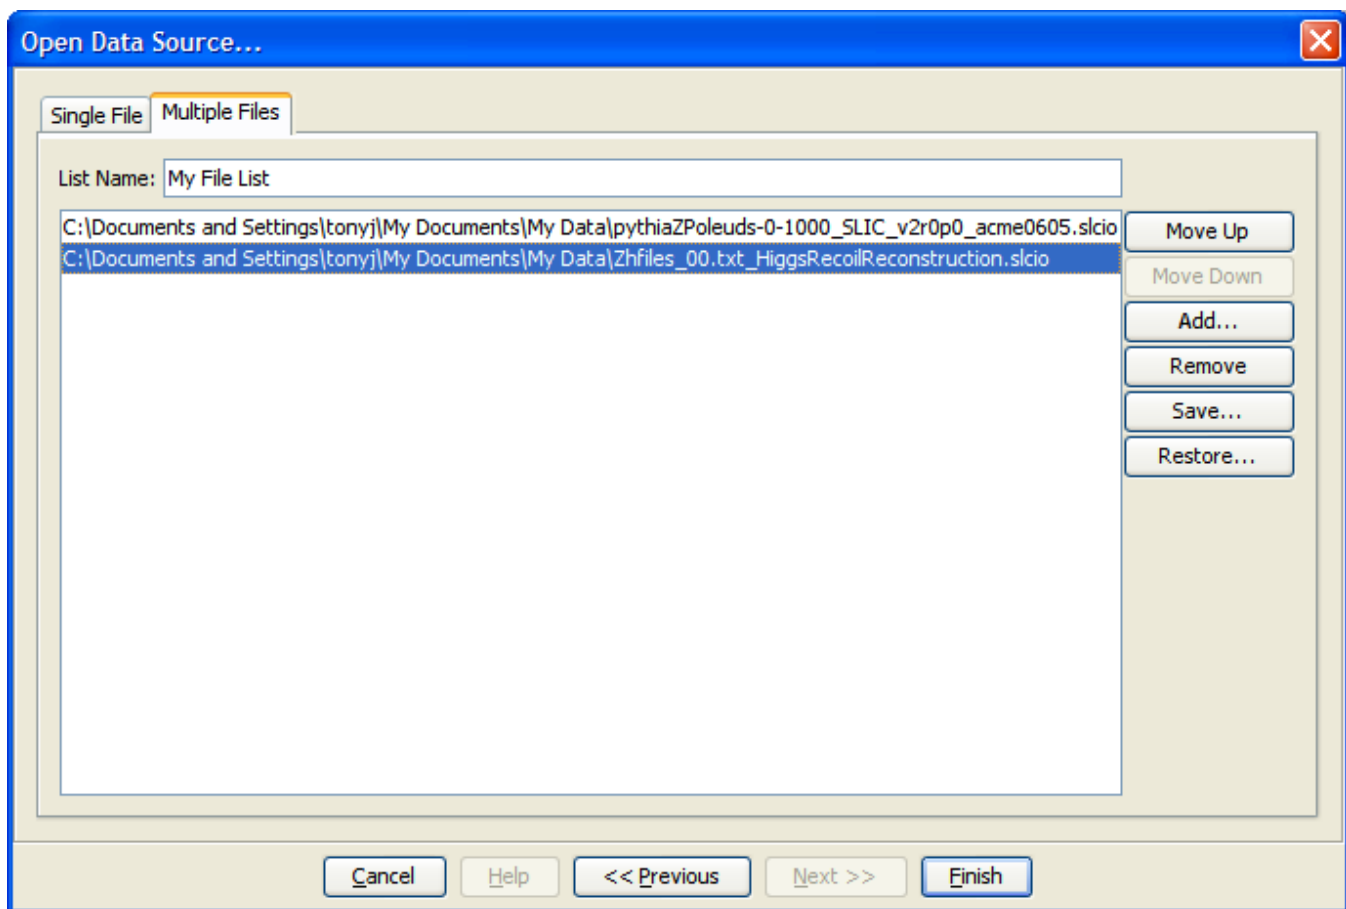 Open Data Source...
Single File Multiple Files
List Name: My File List
C:\Documents and Settings\tonyj\My Documents\My Data\pythiaZPoleuds-0-1000_SLIC_v2r0p0_acme0605.slcio
C:\Documents and Settings\tonyj\My Documents\My Data\Zhfiles_00.txt_HiggsRecoilReconstruction.slcio
Move Up
Move Down
Add...
Remove
Save...
Restore...
Cancel Help << Previous Next >> Finish